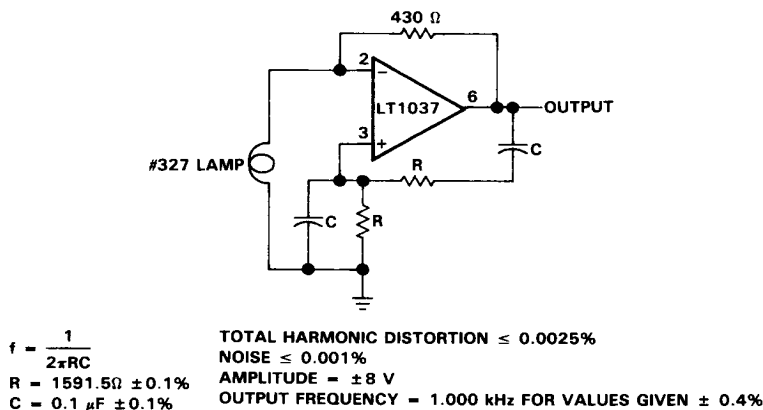 430 Ω
2
−
LT1037
6
OUTPUT
3
+
C
#327 LAMP
R
C
R
f = 1 / 2πRC
R = 1591.5Ω ±0.1%
C = 0.1 μF ±0.1%
TOTAL HARMONIC DISTORTION ≤ 0.0025%
NOISE ≤ 0.001%
AMPLITUDE = ±8 V
OUTPUT FREQUENCY = 1.000 kHz FOR VALUES GIVEN ± 0.4%